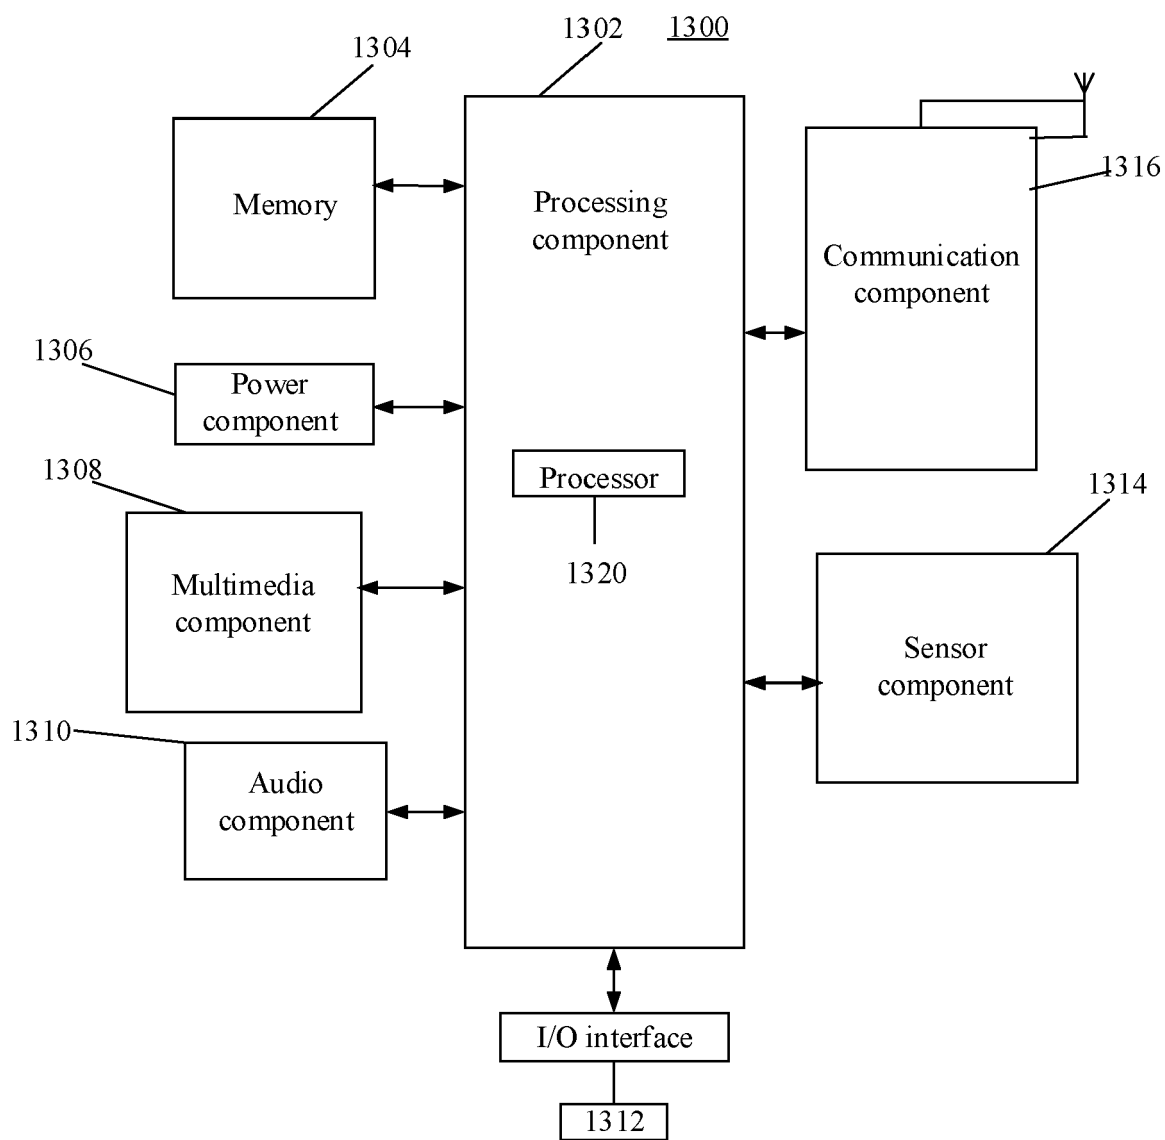 1302
1300
1304
Memory
Processing
component
1316
Communication
component
1306
Power
component
1308
Processor
1314
Multimedia
component
1320
Sensor
component
1310
Audio
component
I/O interface
1312